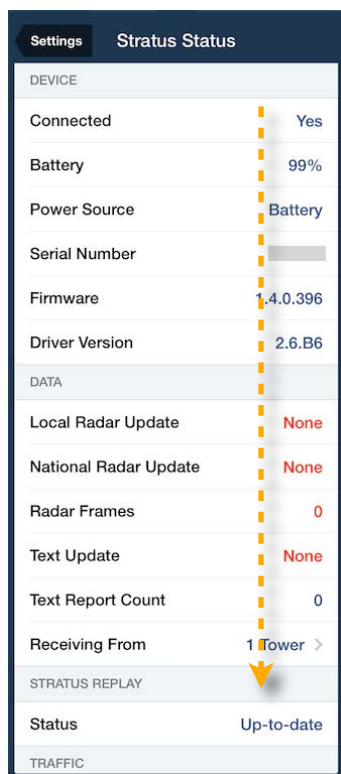 Settings Stratus Status
DEVICE
Connected Yes
Battery 99%
Power Source Battery
Serial Number
Firmware 1.4.0.396
Driver Version 2.6.B6
DATA
Local Radar Update None
National Radar Update None
Radar Frames 0
Text Update None
Text Report Count 0
Receiving From 1 Tower >
STRATUS REPLAY
Status Up-to-date
TRAFFIC